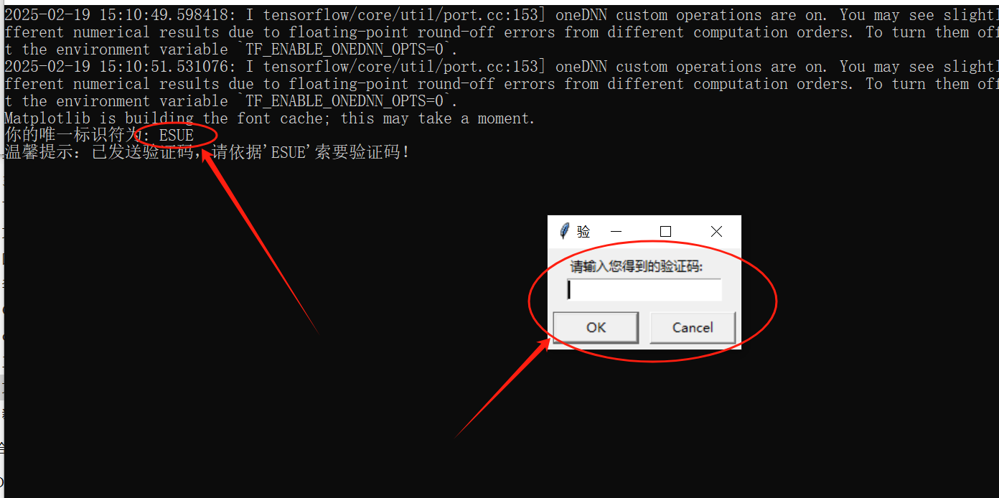 2025-02-19 15:10:49.598418: I tensorflow/core/util/port.cc:153] oneDNN custom operations are on. You may see slightl
fferent numerical results due to floating-point round-off errors from different computation orders. To turn them off
t the environment variable `TF_ENABLE_ONEDNN_OPTS=0`.
2025-02-19 15:10:51.531076: I tensorflow/core/util/port.cc:153] oneDNN custom operations are on. You may see slightl
fferent numerical results due to floating-point round-off errors from different computation orders. To turn them off
t the environment variable `TF_ENABLE_ONEDNN_OPTS=0`.
Matplotlib is building the font cache; this may take a moment.
你的唯一标识符为: ESUE
温馨提示：已发送验证码，请依据'ESUE'索要验证码！
验
请输入您得到的验证码:
OK
Cancel